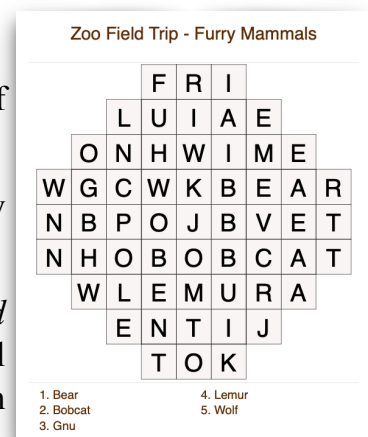 Zoo Field Trip - Furry Mammals
F R I
L U I A E
O N H W I M E
W G C W K B E A R
N B P O J B V E T
N H O B O B C A T
W L E M U R A
E N T I J
T O K
1. Bear
2. Bobcat
3. Gnu
4. Lemur
5. Wolf